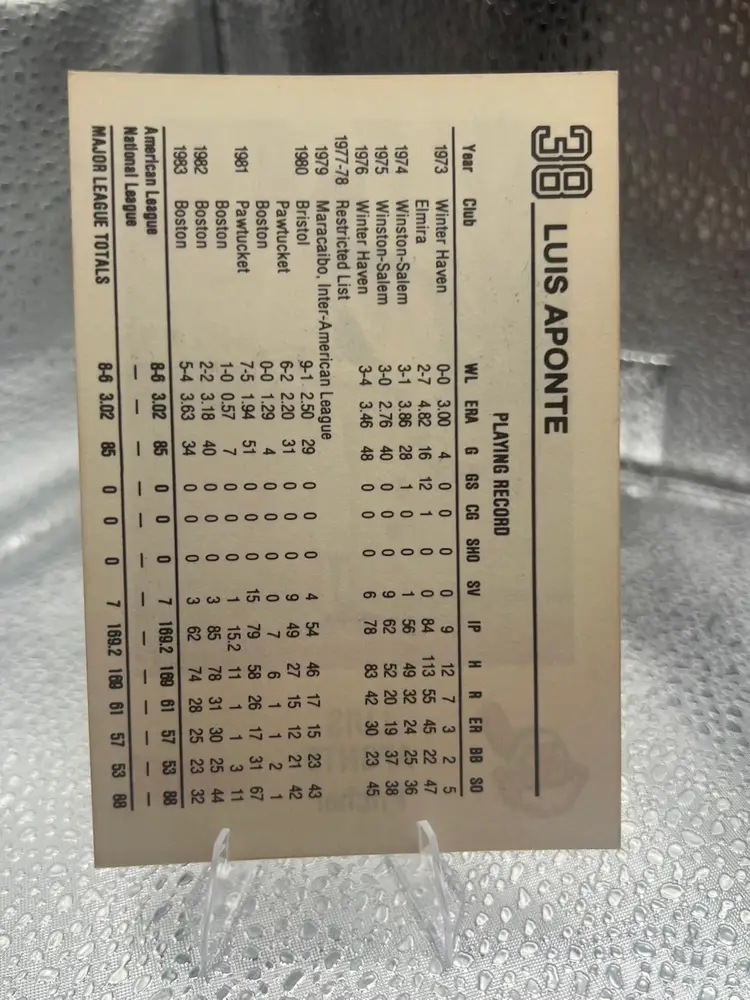 38 LUIS APONTE
PLAYING RECORD
Year Club WL ERA G GS CG SHO SV IP H R ER BB SO
1973 Winter Haven 0-0 3.00 4 0 0 0 0 9 12 7 3 2 5
Elmira 2-7 4.82 16 12 1 0 0 84 113 55 45 22 47
1974 Winston-Salem 3-1 3.86 28 1 0 0 1 56 49 32 24 25 36
1975 Winston-Salem 3-0 2.76 40 0 0 0 9 62 52 20 19 37 38
1976 Winter Haven 3-4 3.46 48 0 0 0 6 78 83 42 30 23 45
1977-78 Restricted List
1979 Maracaibo, Inter-American League
1980 Bristol 9-1 2.50 29 0 0 0 4 54 46 17 15 23 43
Pawtucket 6-2 2.20 31 0 0 0 9 49 27 15 12 21 42
Boston 0-0 1.29 4 0 0 0 0 7 6 1 1 2 1
1981 Pawtucket 7-5 1.94 51 0 0 0 15 79 58 26 17 31 67
Boston 1-0 0.57 7 0 0 0 1 15.2 11 1 1 3 11
1982 Boston 2-2 3.18 40 0 0 0 3 85 78 31 30 25 44
1983 Boston 5-4 3.63 34 0 0 0 3 62 74 28 25 23 32
American League 8-6 3.02 85 0 0 0 7 169.2 169 61 57 53 88
National League — — — — — — — — — — — — —
MAJOR LEAGUE TOTALS 8-6 3.02 85 0 0 0 7 169.2 169 61 57 53 88